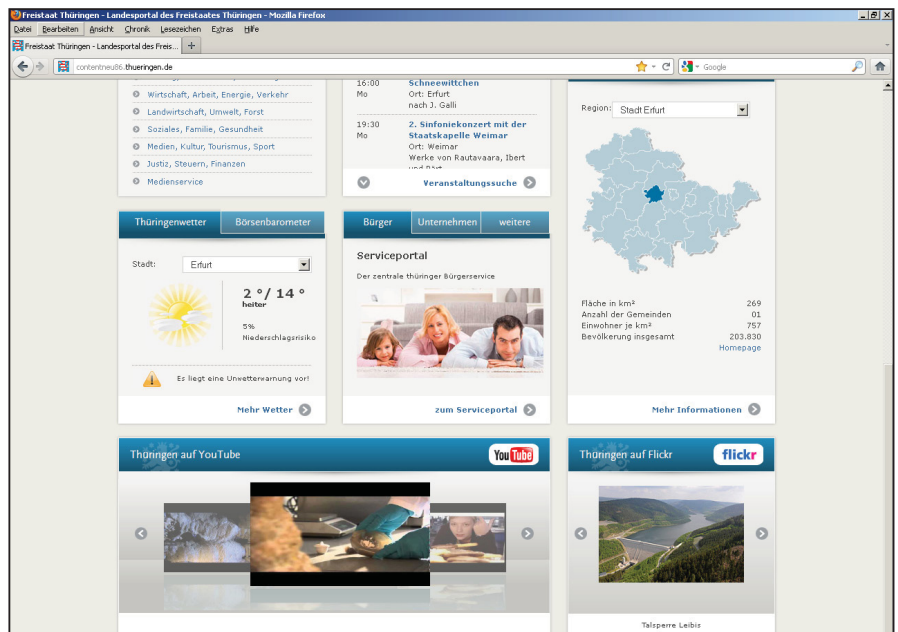 Freistaat Thüringen - Landesportal des Freistaates Thüringen - Mozilla Firefox
Datei Bearbeiten Ansicht Chronik Lesezeichen Extras Hilfe
Freistaat Thüringen - Landesportal des Freis...
contentneu86.thueringen.de
Google
Wirtschaft, Arbeit, Energie, Verkehr
Landwirtschaft, Umwelt, Forst
Soziales, Familie, Gesundheit
Medien, Kultur, Tourismus, Sport
Justiz, Steuern, Finanzen
Medienservice
16:00 Schneewittchen
Mo Ort: Erfurt
nach J. Galli
19:30 2. Sinfoniekonzert mit der
Mo Staatskapelle Weimar
Ort: Weimar
Werke von Rautavaara, Ibert
und Pärt
Veranstaltungssuche
Region: Stadt Erfurt
Fläche in km² 269
Anzahl der Gemeinden 01
Einwohner je km² 757
Bevölkerung insgesamt 203.830
Homepage
Mehr Informationen
Thüringenwetter Börsenbarometer
Stadt: Erfurt
2 °/ 14 °
heiter
5%
Niederschlagsrisiko
Es liegt eine Unwetterwarnung vor!
Mehr Wetter
Bürger Unternehmen weitere
Serviceportal
Der zentrale thüringer Bürgerservice
zum Serviceportal
Thüringen auf YouTube
YouTube
Thüringen auf Flickr
flickr
Talsperre Leibis